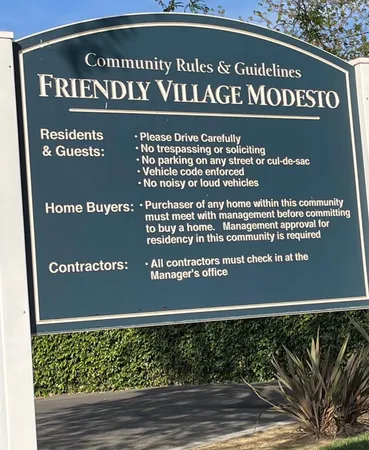 Community Rules & Guidelines
FRIENDLY VILLAGE MODESTO
Residents & Guests:
• Please Drive Carefully
• No trespassing or soliciting
• No parking on any street or cul-de-sac
• Vehicle code enforced
• No noisy or loud vehicles
Home Buyers:
• Purchaser of any home within this community
must meet with management before committing
to buy a home. Management approval for
residency in this community is required
Contractors:
• All contractors must check in at the
Manager's office